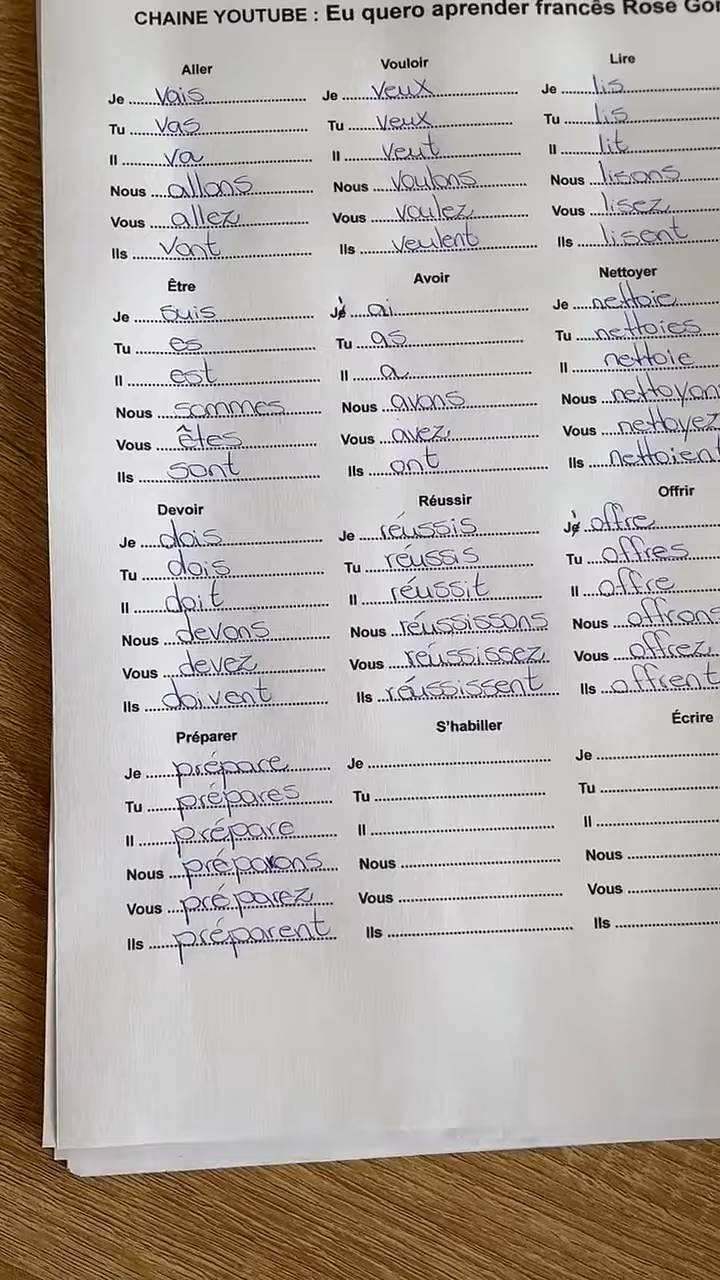 CHAINE YOUTUBE : Eu quero aprender francês Rose
Aller Vouloir Lire
Je vais Je veux Je lis
Tu vas Tu veux Tu lis
Il va Il veut Il lit
Nous allons Nous voulons Nous lisons
Vous allez Vous voulez Vous lisez
Ils vont Ils veulent Ils lisent
Être Avoir Nettoyer
Je suis J' ai Je nettoie
Tu es Tu as Tu nettoies
Il est Il a Il nettoie
Nous sommes Nous avons Nous nettoyon
Vous êtes Vous avez Vous nettoyez
Ils sont Ils ont Ils nettoient
Devoir Réussir Offrir
Je dois Je réussis J' offre
Tu dois Tu réussis Tu offres
Il doit Il réussit Il offre
Nous devons Nous réussissons Nous offrons
Vous devez Vous réussissez Vous offrez
Ils doivent Ils réussissent Ils offrent
Préparer S'habiller Écrire
Je prépare Je Je
Tu prépares Tu Tu
Il prépare Il Il
Nous préparons Nous Nous
Vous préparez Vous Vous
Ils préparent Ils Ils